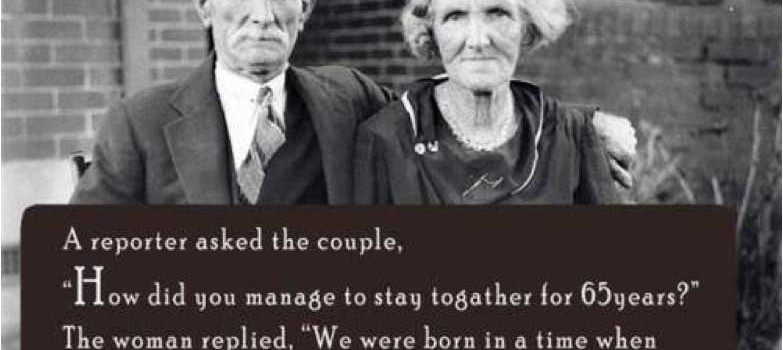 A reporter asked the couple,
“How did you manage to stay togather for 65years?”
The woman replied, “We were born in a time when